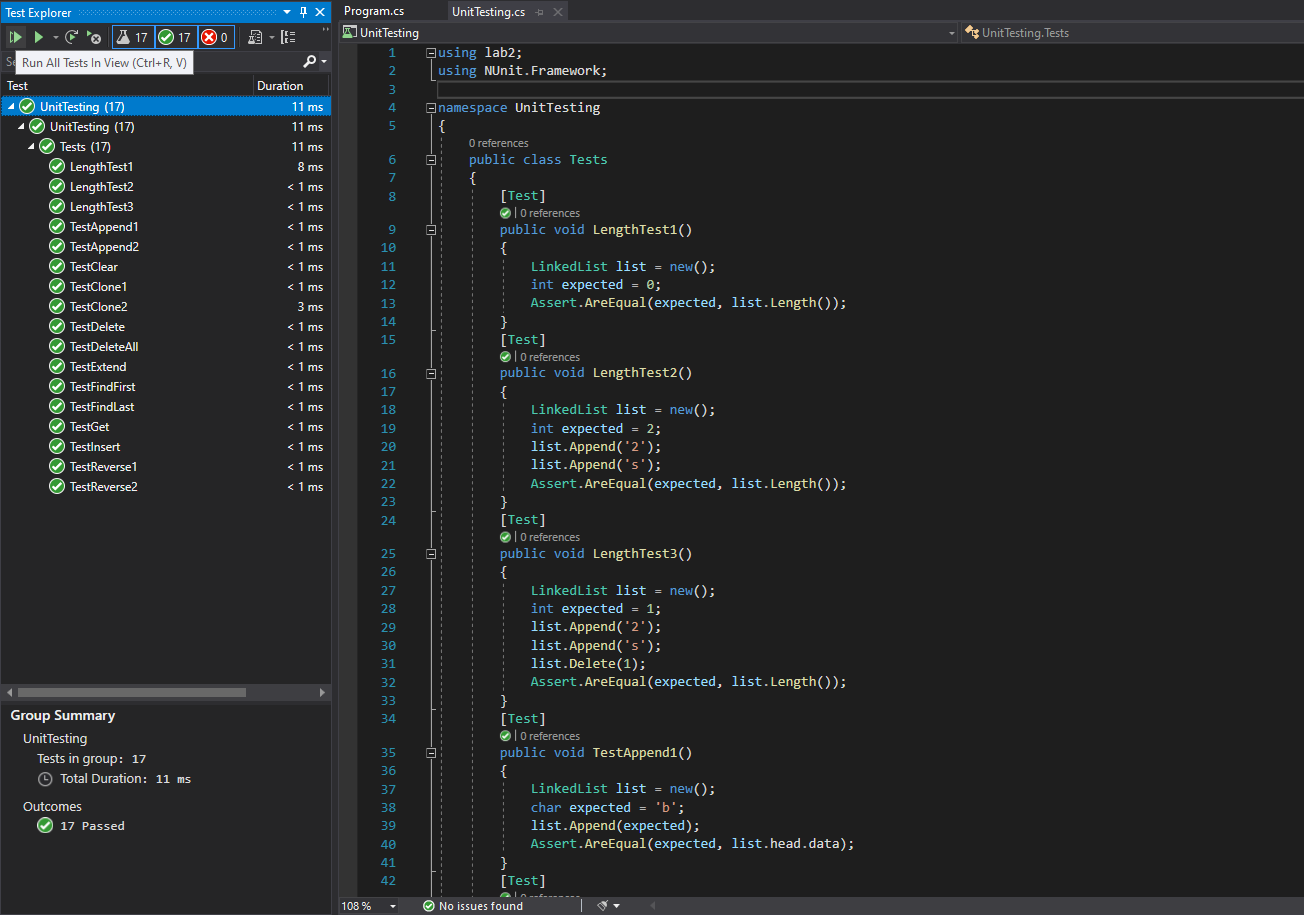 Test Explorer
17 17 0
Se
Run All Tests In View (Ctrl+R, V)
Test Duration
UnitTesting (17) 11 ms
UnitTesting (17) 11 ms
Tests (17) 11 ms
LengthTest1 8 ms
LengthTest2 < 1 ms
LengthTest3 < 1 ms
TestAppend1 < 1 ms
TestAppend2 < 1 ms
TestClear < 1 ms
TestClone1 < 1 ms
TestClone2 3 ms
TestDelete < 1 ms
TestDeleteAll < 1 ms
TestExtend < 1 ms
TestFindFirst < 1 ms
TestFindLast < 1 ms
TestGet < 1 ms
TestInsert < 1 ms
TestReverse1 < 1 ms
TestReverse2 < 1 ms
Group Summary
UnitTesting
Tests in group: 17
Total Duration: 11 ms
Outcomes
17 Passed
Program.cs UnitTesting.cs
UnitTesting UnitTesting.Tests
1 using lab2;
2 using NUnit.Framework;
3
4 namespace UnitTesting
5 {
0 references
6 public class Tests
7 {
8 [Test]
| 0 references
9 public void LengthTest1()
10 {
11 LinkedList list = new();
12 int expected = 0;
13 Assert.AreEqual(expected, list.Length());
14 }
15 [Test]
| 0 references
16 public void LengthTest2()
17 {
18 LinkedList list = new();
19 int expected = 2;
20 list.Append('2');
21 list.Append('s');
22 Assert.AreEqual(expected, list.Length());
23 }
24 [Test]
| 0 references
25 public void LengthTest3()
26 {
27 LinkedList list = new();
28 int expected = 1;
29 list.Append('2');
30 list.Append('s');
31 list.Delete(1);
32 Assert.AreEqual(expected, list.Length());
33 }
34 [Test]
| 0 references
35 public void TestAppend1()
36 {
37 LinkedList list = new();
38 char expected = 'b';
39 list.Append(expected);
40 Assert.AreEqual(expected, list.head.data);
41 }
42 [Test]
| 0 references
108 % No issues found